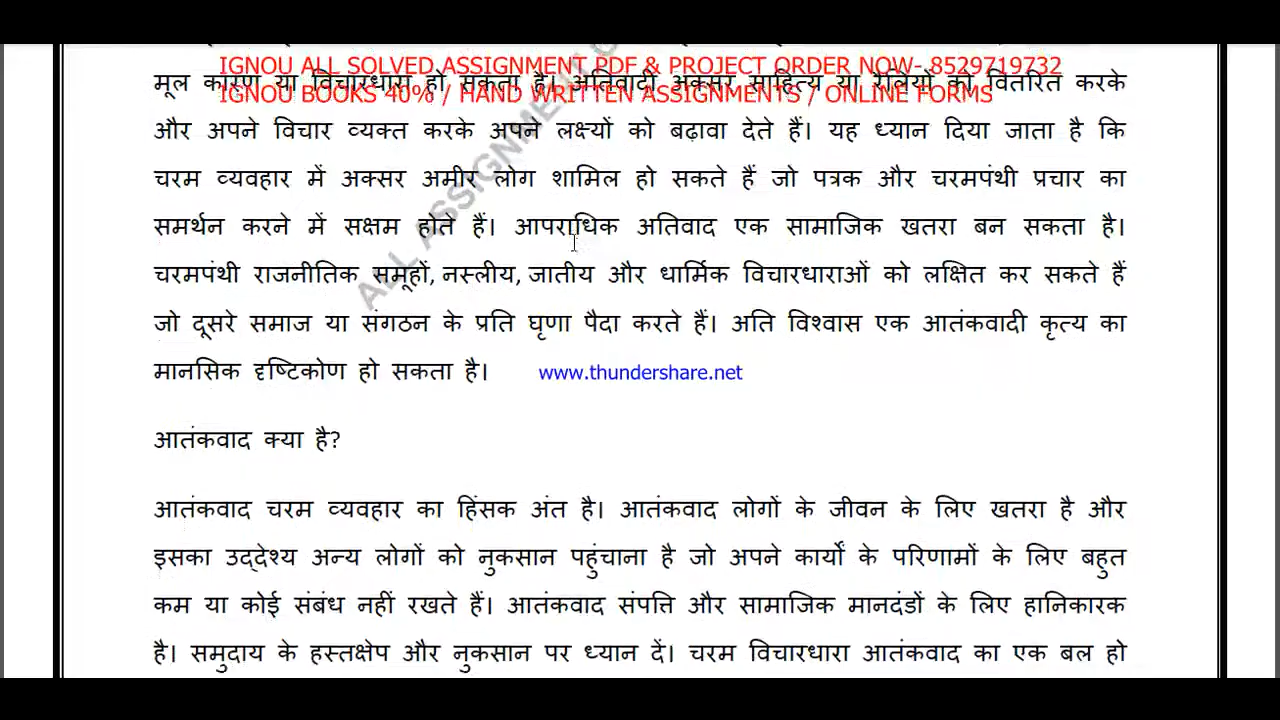 IGNOU ALL SOLVED ASSIGNMENT PDF & PROJECT ORDER NOW- 8529719732
मूल कारण या विचारधारा हो सकता है। अतिवादी अक्सर साहित्य या रैलियों को वितरित करके
IGNOU BOOKS 40% / HAND WRITTEN ASSIGNMENTS / ONLINE FORMS
और अपने विचार व्यक्त करके अपने लक्ष्यों को बढ़ावा देते हैं। यह ध्यान दिया जाता है कि
चरम व्यवहार में अक्सर अमीर लोग शामिल हो सकते हैं जो पत्रक और चरमपंथी प्रचार का
समर्थन करने में सक्षम होते हैं। आपराधिक अतिवाद एक सामाजिक खतरा बन सकता है।
ALL ASSIGNMENT
चरमपंथी राजनीतिक समूहों, नस्लीय, जातीय और धार्मिक विचारधाराओं को लक्षित कर सकते हैं
जो दूसरे समाज या संगठन के प्रति घृणा पैदा करते हैं। अति विश्वास एक आतंकवादी कृत्य का
मानसिक दृष्टिकोण हो सकता है। www.thundershare.net
आतंकवाद क्या है?
आतंकवाद चरम व्यवहार का हिंसक अंत है। आतंकवाद लोगों के जीवन के लिए खतरा है और
इसका उद्देश्य अन्य लोगों को नुकसान पहुंचाना है जो अपने कार्यों के परिणामों के लिए बहुत
कम या कोई संबंध नहीं रखते हैं। आतंकवाद संपत्ति और सामाजिक मानदंडों के लिए हानिकारक
है। समुदाय के हस्तक्षेप और नुकसान पर ध्यान दें। चरम विचारधारा आतंकवाद का एक बल हो